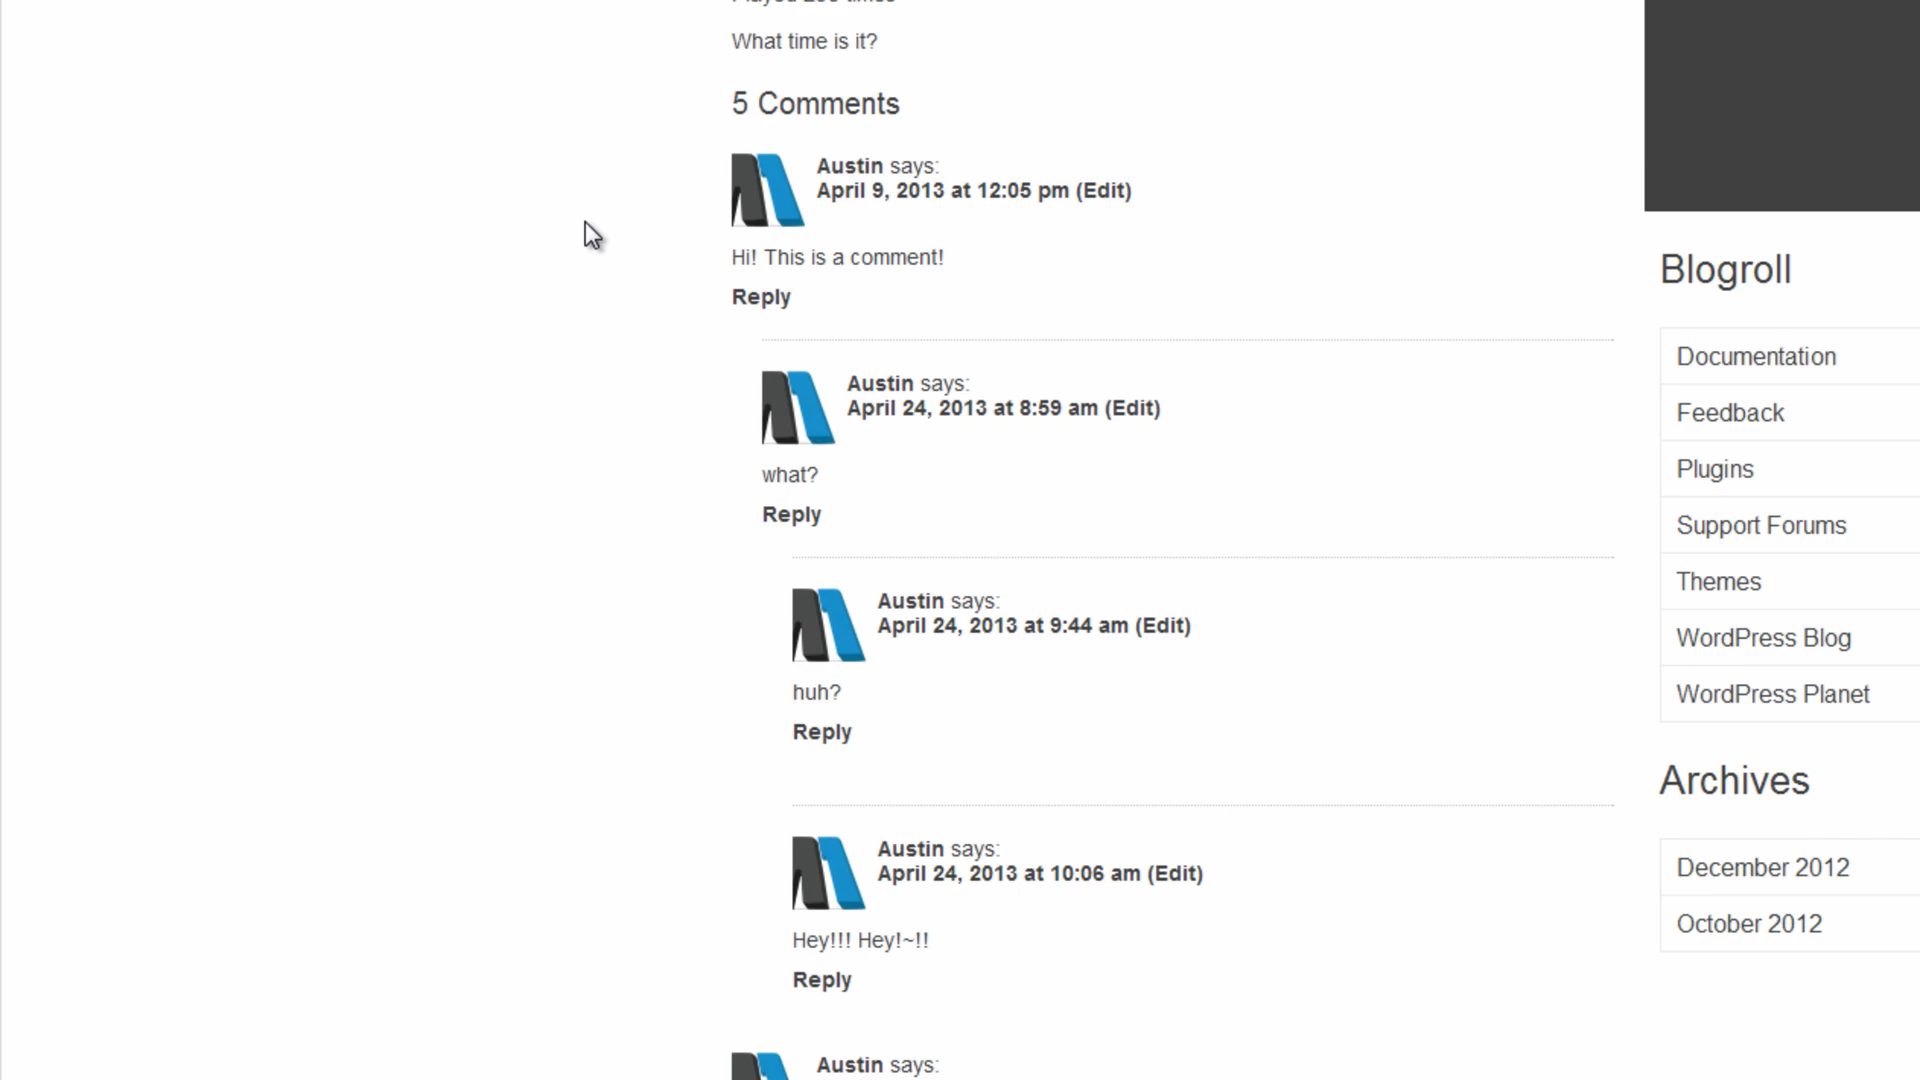 What time is it?
5 Comments
Austin says:
April 9, 2013 at 12:05 pm (Edit)
Hi! This is a comment!
Reply
Austin says:
April 24, 2013 at 8:59 am (Edit)
what?
Reply
Austin says:
April 24, 2013 at 9:44 am (Edit)
huh?
Reply
Austin says:
April 24, 2013 at 10:06 am (Edit)
Hey!!! Hey!~!!
Reply
Austin says:
Blogroll
Documentation
Feedback
Plugins
Support Forums
Themes
WordPress Blog
WordPress Planet
Archives
December 2012
October 2012